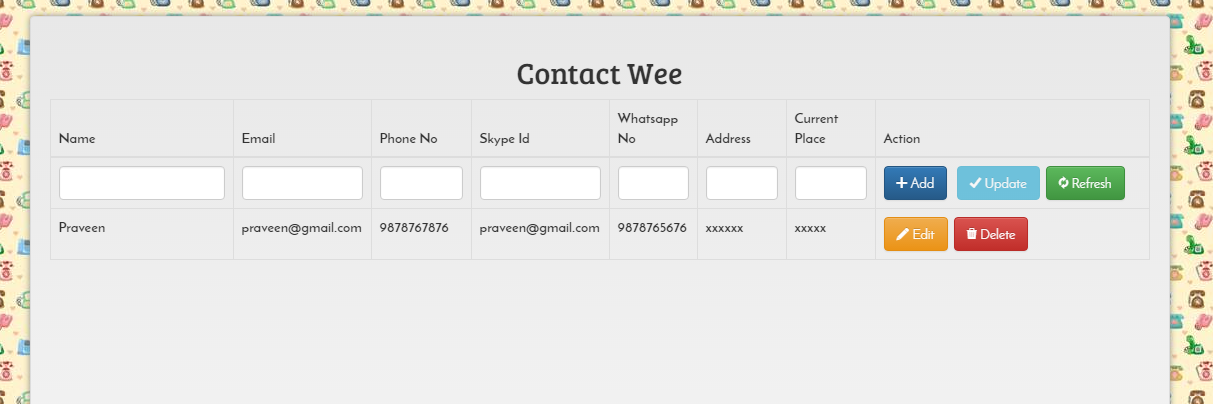 Contact Wee
Name Email Phone No Skype Id Whatsapp No Address Current Place Action
Add Update Refresh
Praveen praveen@gmail.com 9878767876 praveen@gmail.com 9878765676 xxxxxx xxxxx Edit Delete